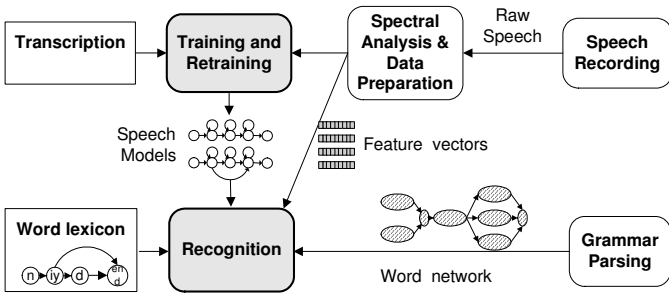 Transcription
Training and
Retraining
Spectral
Analysis &
Data
Preparation
Raw
Speech
Speech
Recording
Speech
Models
Feature vectors
Word lexicon
n iy d en
d
Recognition
Word network
Grammar
Parsing